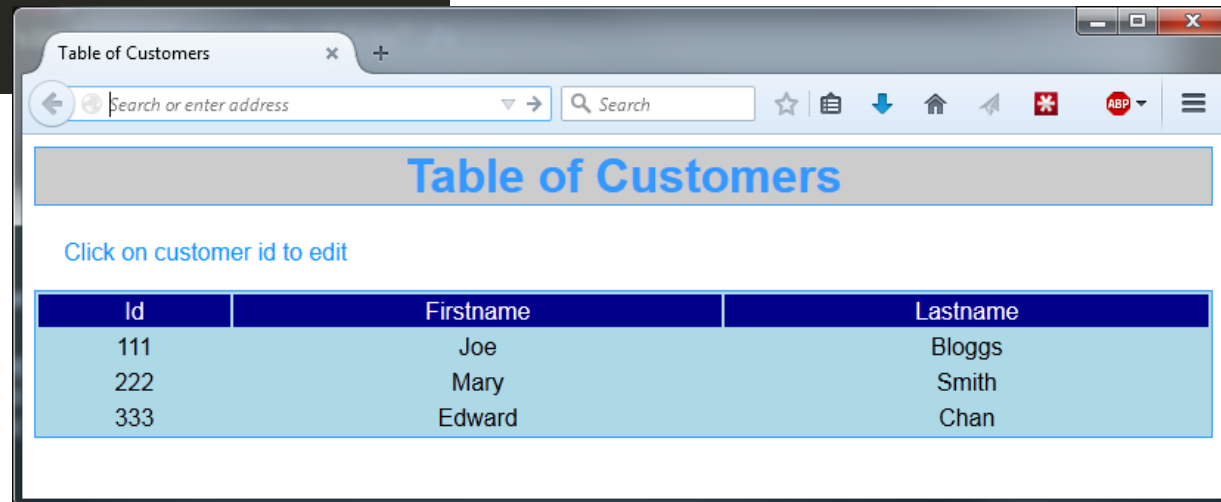 Table of Customers
Search or enter address
Search
ABP
Table of Customers
Click on customer id to edit
Id Firstname Lastname
111 Joe Bloggs
222 Mary Smith
333 Edward Chan